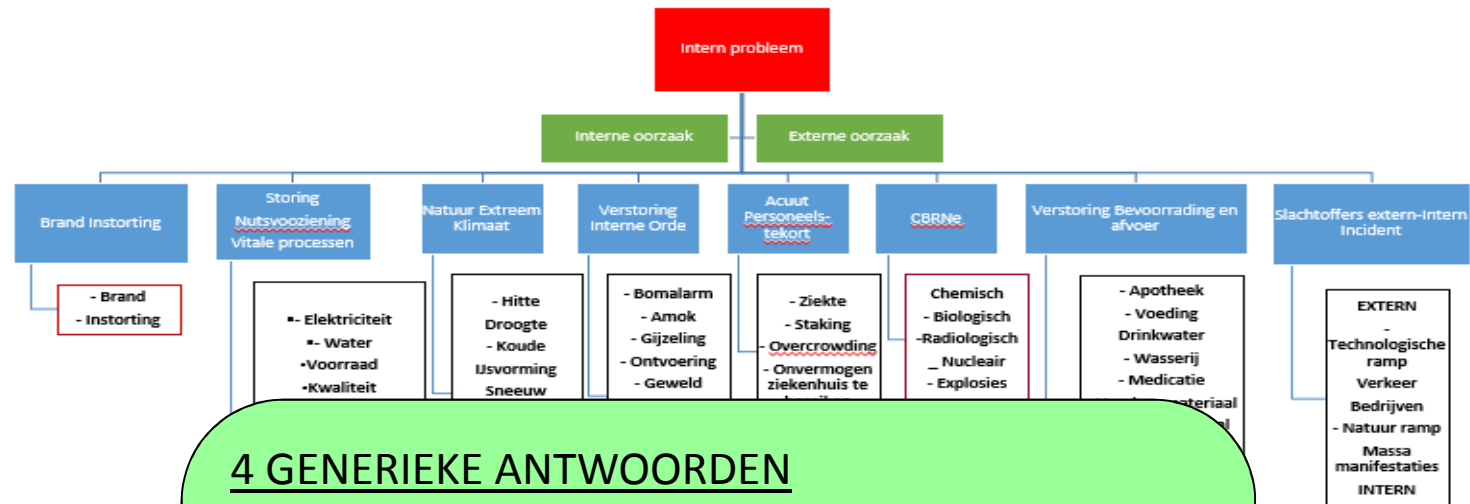 Intern probleem
Interne oorzaak
Externe oorzaak
Brand Instorting
- Brand
- Instorting
Storing
Nutsvooziening
Vitale processen
▪- Elektriciteit
▪- Water
•Voorraad
•Kwaliteit
Natuur Extreem
Klimaat
- Hitte
Droogte
- Koude
IJsvorming
Sneeuw
Verstoring
Interne Orde
- Bomalarm
- Amok
- Gijzeling
- Ontvoering
- Geweld
Acuut
Personeels-
tekort
- Ziekte
- Staking
- Overcrowding
- Onvermogen
ziekenhuis te
CBRNe
Chemisch
- Biologisch
-Radiologisch
_ Nucleair
- Explosies
Verstoring Bevoorrading en
afvoer
- Apotheek
- Voeding
Drinkwater
- Wasserij
- Medicatie
Slachtoffers extern-Intern
Incident
EXTERN
-
Technologische
ramp
Verkeer
Bedrijven
- Natuur ramp
Massa
manifestaties
INTERN
4 GENERIEKE ANTWOORDEN